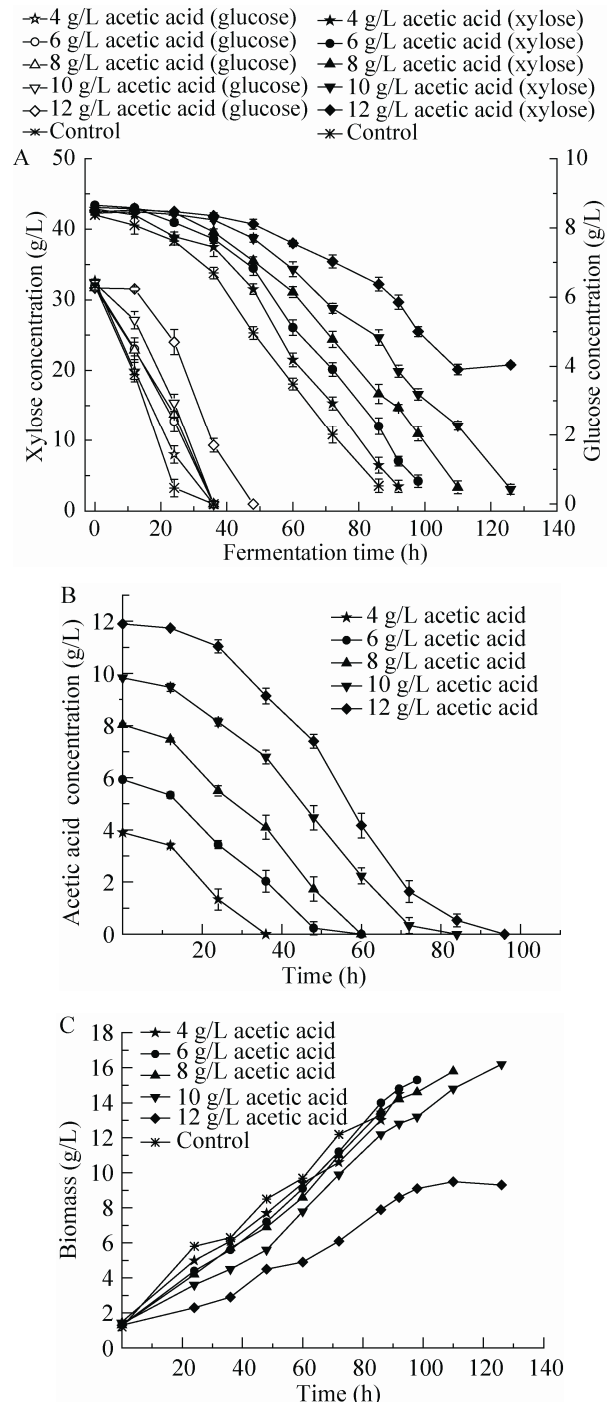 4 g/L acetic acid (glucose) 4 g/L acetic acid (xylose)
6 g/L acetic acid (glucose) 6 g/L acetic acid (xylose)
8 g/L acetic acid (glucose) 8 g/L acetic acid (xylose)
10 g/L acetic acid (glucose) 10 g/L acetic acid (xylose)
12 g/L acetic acid (glucose) 12 g/L acetic acid (xylose)
Control Control
A
Xylose concentration (g/L)
50
40
30
20
10
0
Glucose concentration (g/L)
10
8
6
4
2
0
0 20 40 60 80 100 120 140
Fermentation time (h)
B
Acetic acid concentration (g/L)
12
10
8
6
4
2
0
4 g/L acetic acid
6 g/L acetic acid
8 g/L acetic acid
10 g/L acetic acid
12 g/L acetic acid
20 40 60 80 100
Time (h)
C
Biomass (g/L)
18
16
14
12
10
8
6
4
2
0
4 g/L acetic acid
6 g/L acetic acid
8 g/L acetic acid
10 g/L acetic acid
12 g/L acetic acid
Control
20 40 60 80 100 120 140
Time (h)